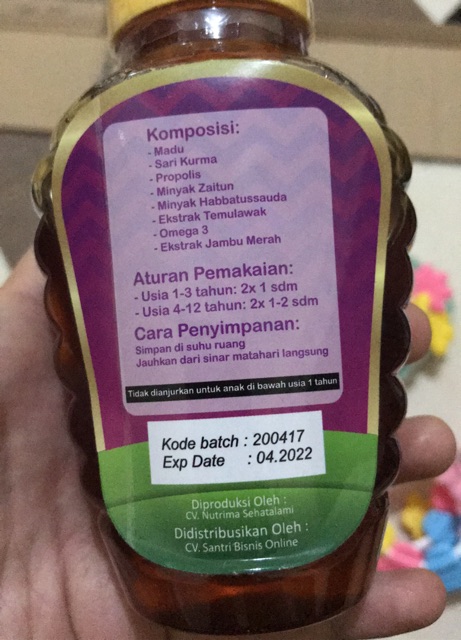 Komposisi:
- Madu
- Sari Kurma
- Propolis
- Minyak Zaitun
- Minyak Habbatussauda
- Ekstrak Temulawak
- Omega 3
- Ekstrak Jambu Merah
Aturan Pemakaian:
- Usia 1-3 tahun: 2x 1 sdm
- Usia 4-12 tahun: 2x 1-2 sdm
Cara Penyimpanan:
Simpan di suhu ruang
Jauhkan dari sinar matahari langsung
Tidak dianjurkan untuk anak di bawah usia 1 tahun
Kode batch : 200417
Exp Date : 04.2022
Diproduksi Oleh :
CV. Nutrima Sehatalami
Didistribusikan Oleh :
CV. Santri Bisnis Online